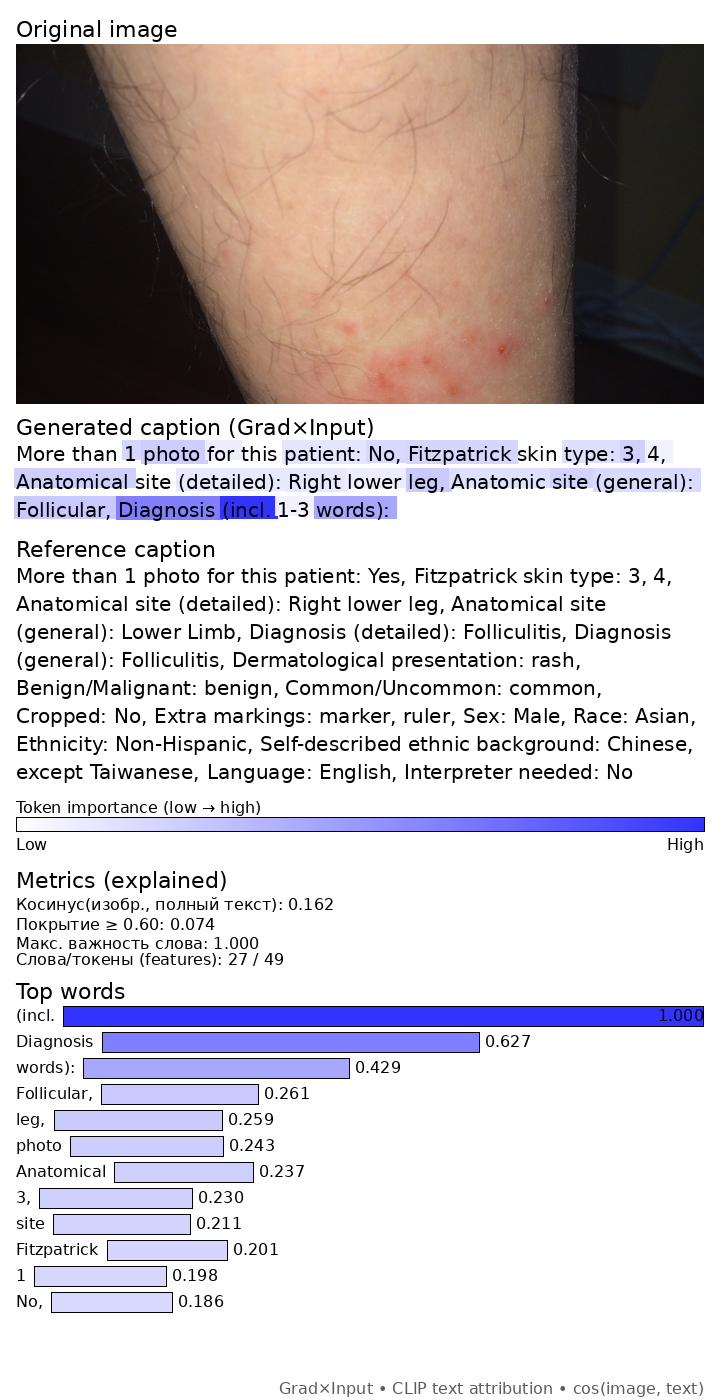 Original image
Generated caption (Grad×Input)
More than 1 photo for this patient: No, Fitzpatrick skin type: 3, 4,
Anatomical site (detailed): Right lower leg, Anatomic site (general):
Follicular, Diagnosis (incl. 1-3 words):
Reference caption
More than 1 photo for this patient: Yes, Fitzpatrick skin type: 3, 4,
Anatomical site (detailed): Right lower leg, Anatomical site
(general): Lower Limb, Diagnosis (detailed): Folliculitis, Diagnosis
(general): Folliculitis, Dermatological presentation: rash,
Benign/Malignant: benign, Common/Uncommon: common,
Cropped: No, Extra markings: marker, ruler, Sex: Male, Race: Asian,
Ethnicity: Non-Hispanic, Self-described ethnic background: Chinese,
except Taiwanese, Language: English, Interpreter needed: No
Token importance (low → high)
Low High
Metrics (explained)
Косинус(изобр., полный текст): 0.162
Покрытие ≥ 0.60: 0.074
Макс. важность слова: 1.000
Слова/токены (features): 27 / 49
Top words
(incl. 1.000
Diagnosis 0.627
words): 0.429
Follicular, 0.261
leg, 0.259
photo 0.243
Anatomical 0.237
3, 0.230
site 0.211
Fitzpatrick 0.201
1 0.198
No, 0.186
Grad×Input • CLIP text attribution • cos(image, text)